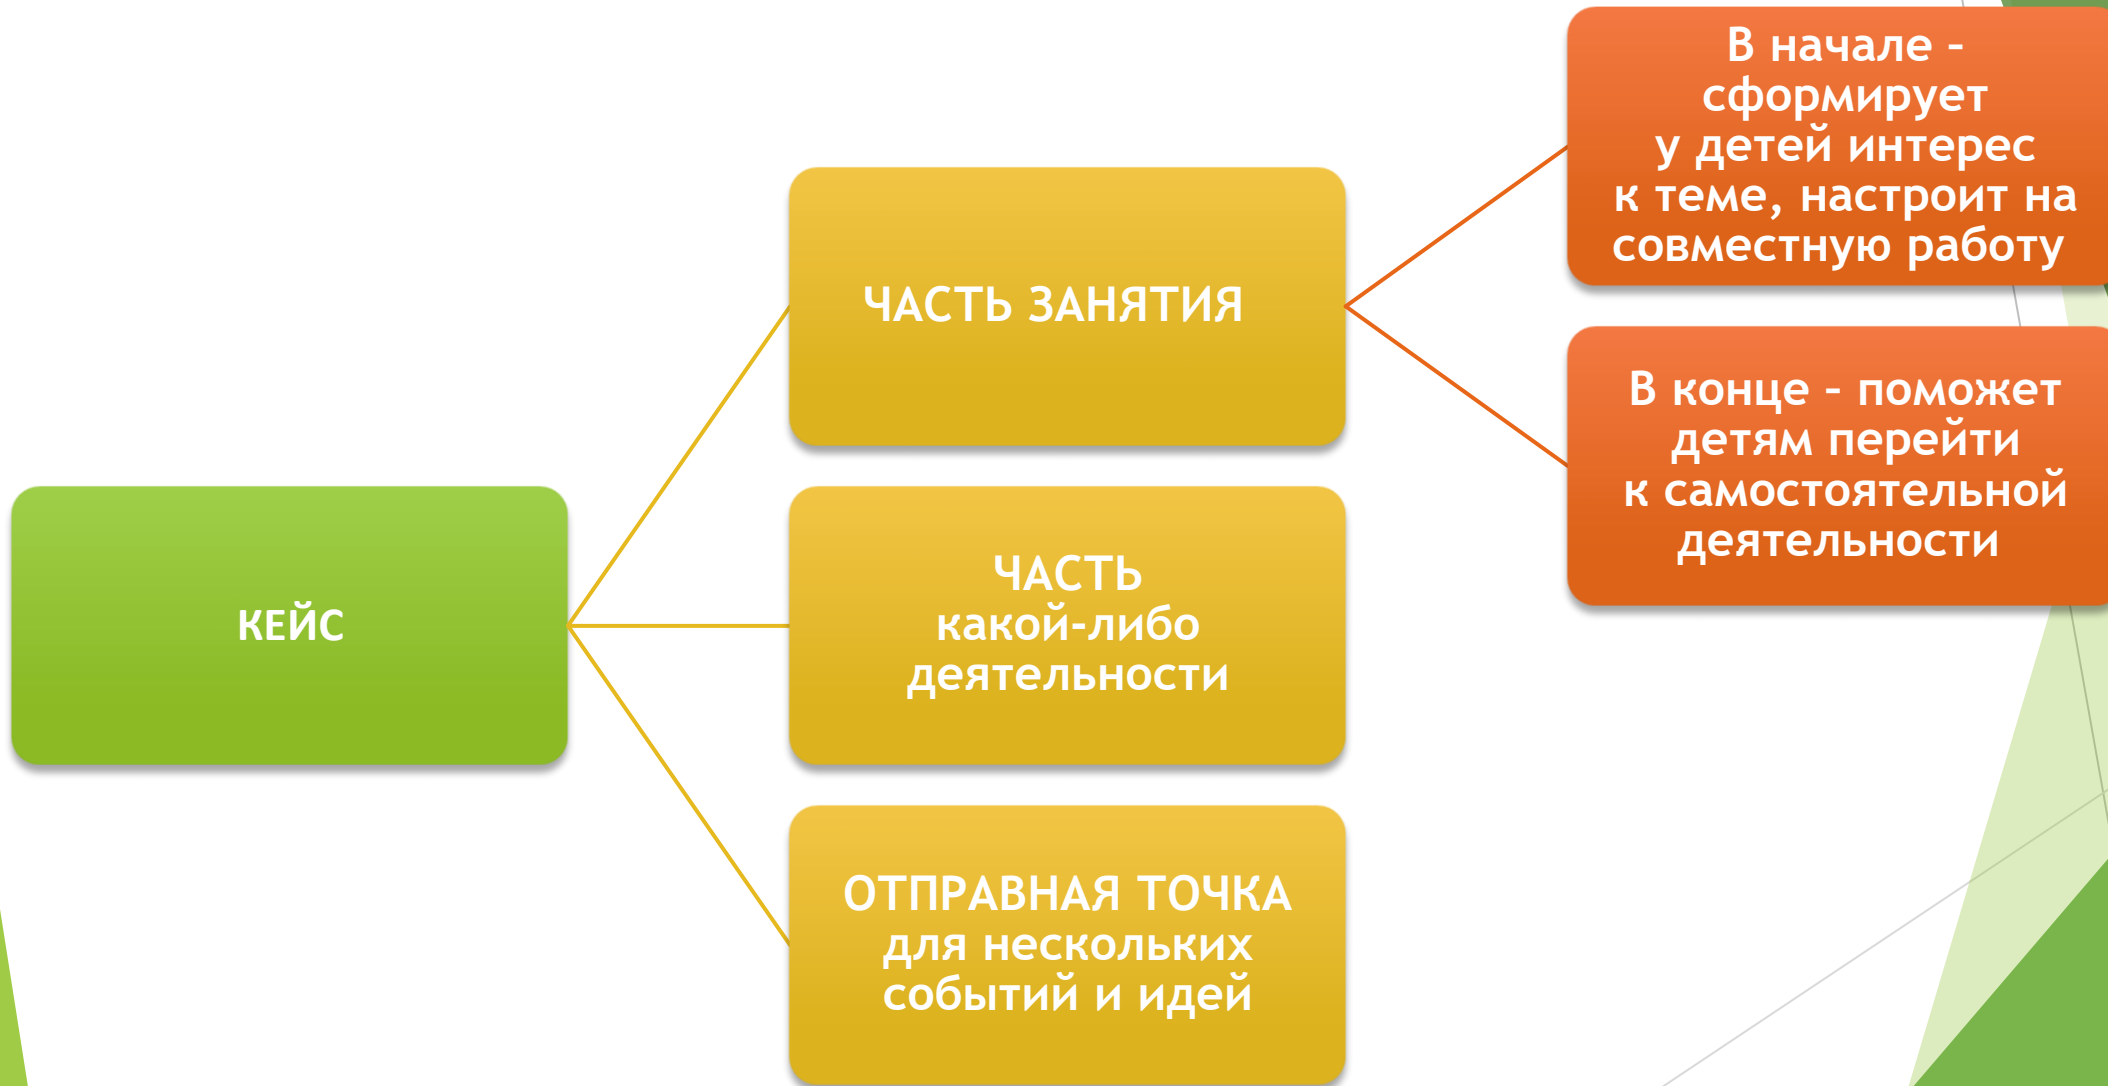 КЕЙС
ЧАСТЬ ЗАНЯТИЯ
В начале –
сформирует
у детей интерес
к теме, настроит на
совместную работу
В конце – поможет
детям перейти
к самостоятельной
деятельности
ЧАСТЬ
какой-либо
деятельности
ОТПРАВНАЯ ТОЧКА
для нескольких
событий и идей